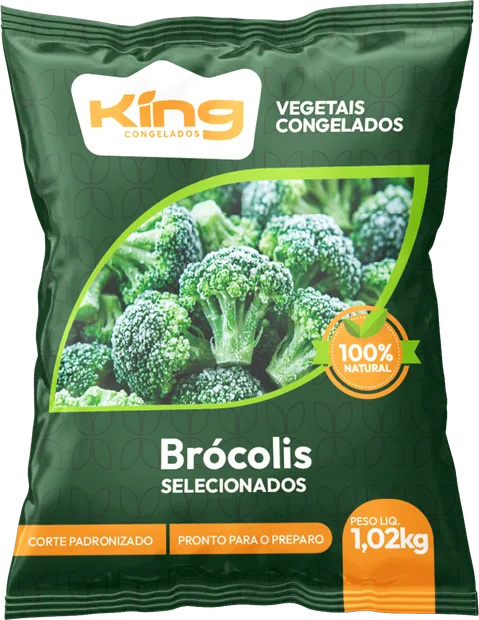 King
CONGELADOS
VEGETAIS
CONGELADOS
100%
NATURAL
Brócolis
SELECIONADOS
CORTE PADRONIZADO
PRONTO PARA O PREPARO
PESO LIQ.
1,02kg